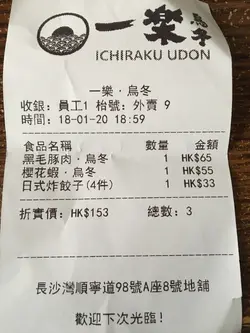 一樂烏冬
ICHIRAKU UDON
一樂·烏冬
收銀: 員工1 枱號: 外賣 9
時間: 18-01-20 18:59
食品名稱 數量 金額
黑毛豚肉·烏冬 1 HK$65
櫻花蝦·烏冬 1 HK$55
日式炸餃子(4件) 1 HK$33
折實價: HK$153 總數: 3
長沙灣順寧道98號A座8號地舖
歡迎下次光臨!